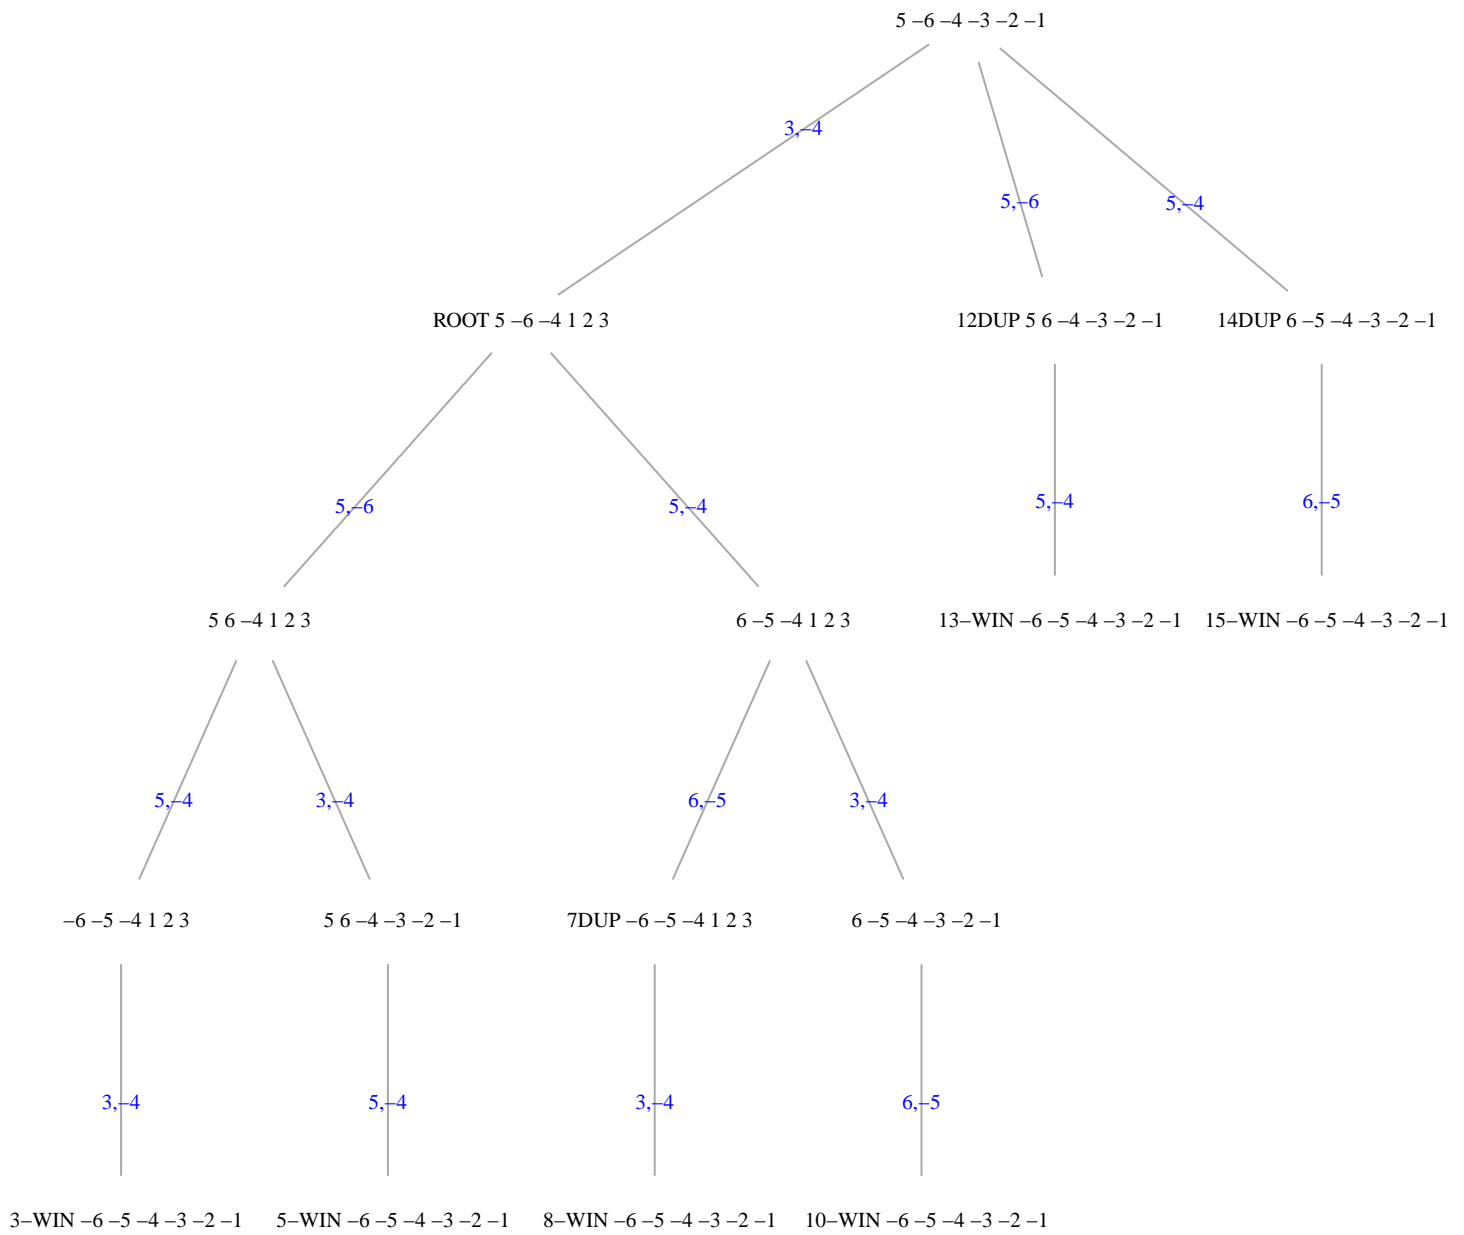 5 –6 –4 –3 –2 –1
3,–4
5,–6
5,–4
ROOT 5 –6 –4 1 2 3
12DUP 5 6 –4 –3 –2 –1
14DUP 6 –5 –4 –3 –2 –1
5,–6
5,–4
5,–4
6,–5
5 6 –4 1 2 3
6 –5 –4 1 2 3
13–WIN –6 –5 –4 –3 –2 –1
15–WIN –6 –5 –4 –3 –2 –1
5,–4
3,–4
6,–5
3,–4
–6 –5 –4 1 2 3
5 6 –4 –3 –2 –1
7DUP –6 –5 –4 1 2 3
6 –5 –4 –3 –2 –1
3,–4
5,–4
3,–4
6,–5
3–WIN –6 –5 –4 –3 –2 –1
5–WIN –6 –5 –4 –3 –2 –1
8–WIN –6 –5 –4 –3 –2 –1
10–WIN –6 –5 –4 –3 –2 –1